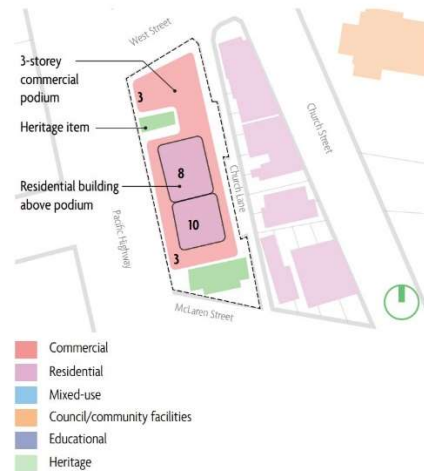 West Street
3-storey
commercial
podium
3
Heritage item
8
Residential building
above podium
10
Church Lane
Church Street
Pacific Highway
3
McLaren Street
Commercial
Residential
Mixed-use
Council/community facilities
Educational
Heritage